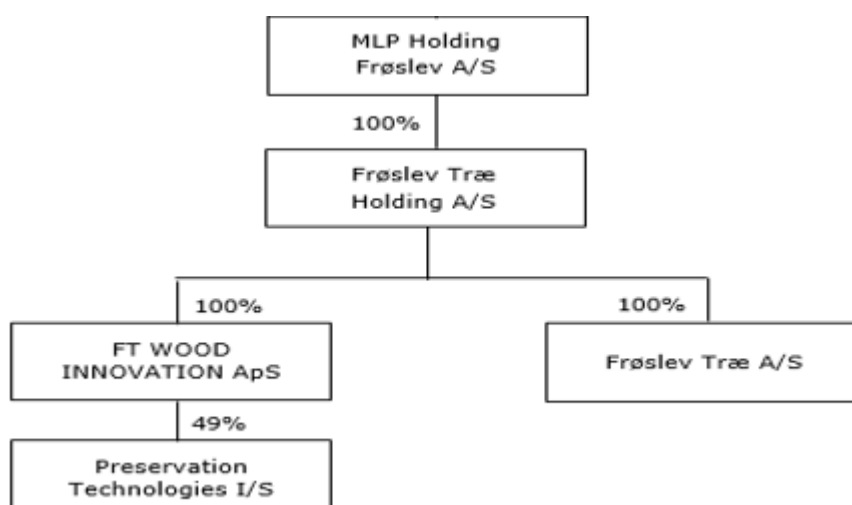 MLP Holding
Frøslev A/S
100%
Frøslev Træ
Holding A/S
100%
100%
FT WOOD
INNOVATION ApS
Frøslev Træ A/S
49%
Preservation
Technologies I/S